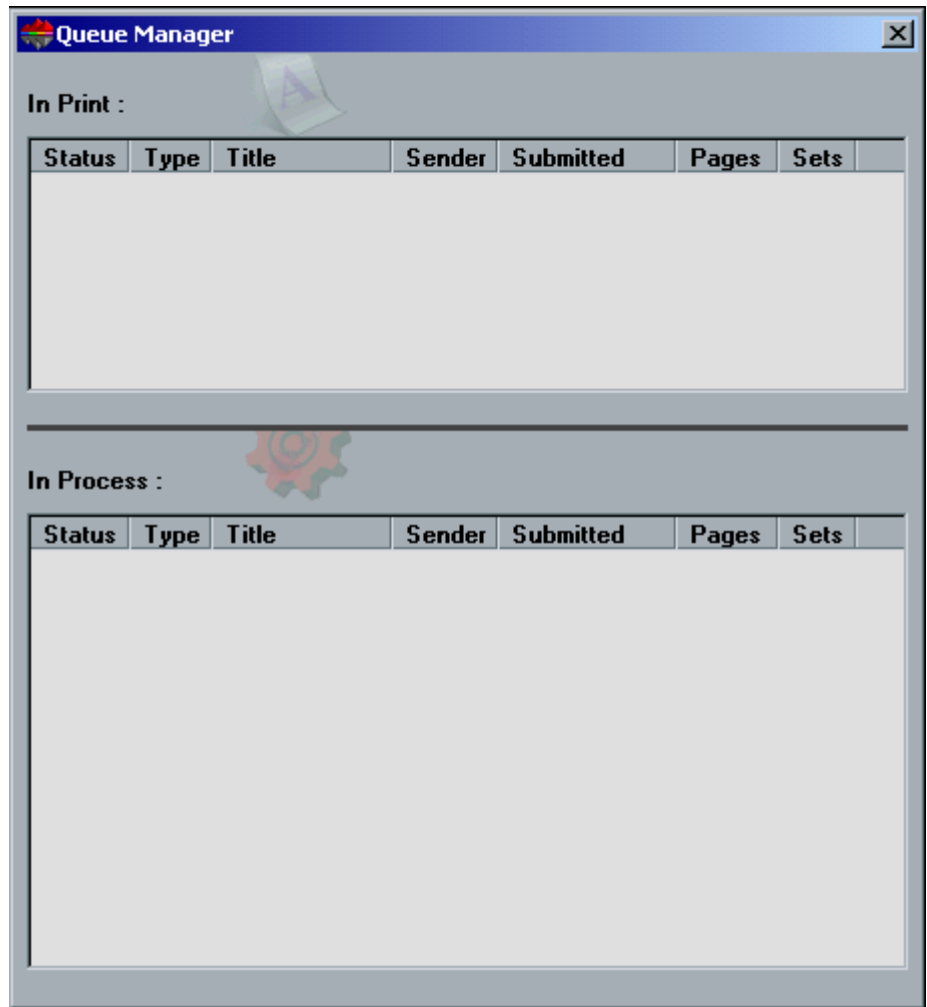 Queue Manager
In Print :
Status Type Title Sender Submitted Pages Sets
A
In Process :
Status Type Title Sender Submitted Pages Sets